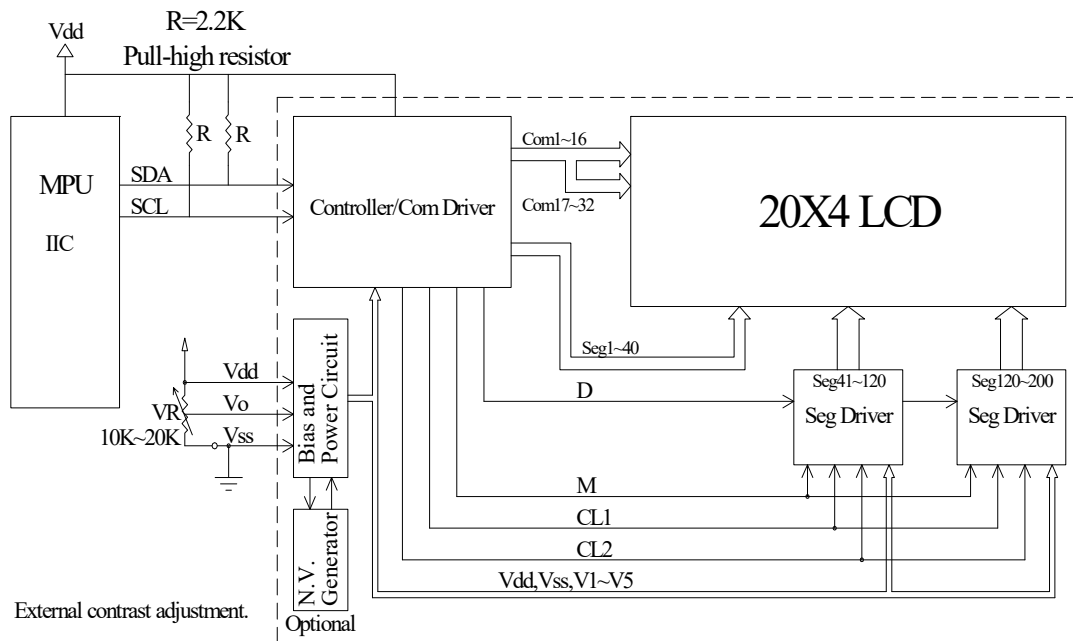 R=2.2K
Vdd
Pull-high resistor
R
R
Com1~16
MPU
SDA
SCL
IIC
Controller/Com Driver
Com17~32
20X4 LCD
Seg1~40
Vdd
Vo
VR
10K~20K
Vss
Bias and
Power Circuit
D
Seg41~120
Seg Driver
Seg120~200
Seg Driver
M
CL1
CL2
Vdd,Vss,V1~V5
N.V.
Generator
Optional
External contrast adjustment.